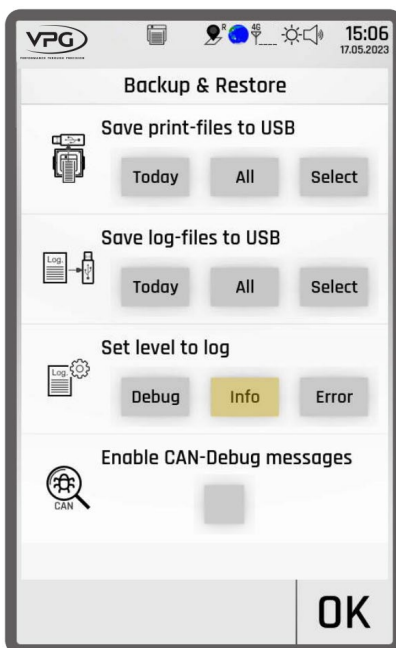 VPG
R
4G
15:06
17.05.2023
Backup & Restore
Save print-files to USB
Today All Select
Save log-files to USB
Log.
Today All Select
Set level to log
Log.
Debug Info Error
Enable CAN-Debug messages
CAN
OK